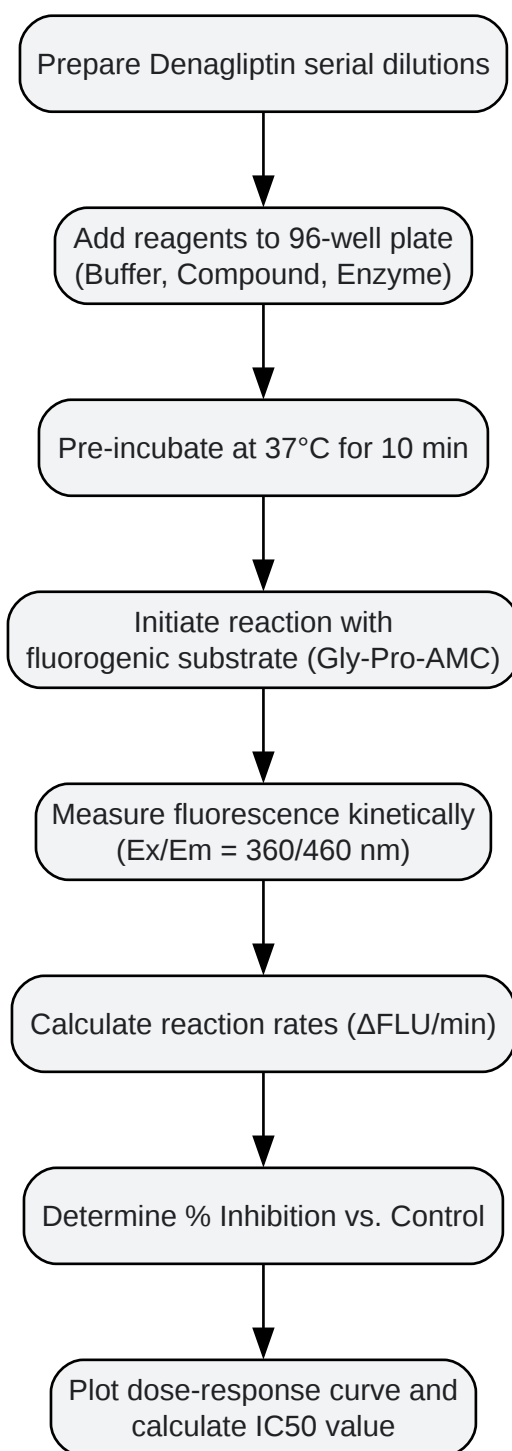 Prepare Denagliptin serial dilutions
Add reagents to 96-well plate
(Buffer, Compound, Enzyme)
Pre-incubate at 37°C for 10 min
Initiate reaction with
fluorogenic substrate (Gly-Pro-AMC)
Measure fluorescence kinetically
(Ex/Em = 360/460 nm)
Calculate reaction rates (ΔFLU/min)
Determine % Inhibition vs. Control
Plot dose-response curve and
calculate IC50 value